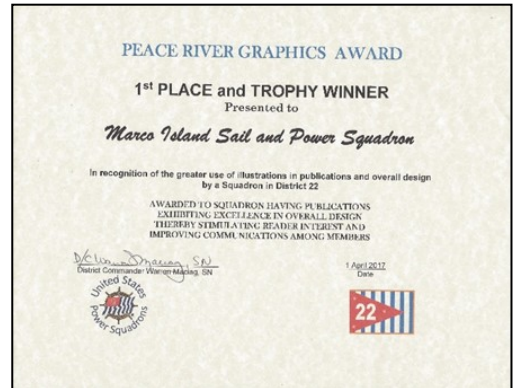 PEACE RIVER GRAPHICS AWARD
1st PLACE and TROPHY WINNER
Presented to
Marco Island Sail and Power Squadron
In recognition of the greater use of illustrations in publications and overall design
by a Squadron in District 22
AWARDED TO SQUADRON HAVING PUBLICATIONS
EXHIBITING EXCELLENCE IN OVERALL DESIGN
THEREBY STIMULATING READER INTEREST AND
IMPROVING COMMUNICATIONS AMONG MEMBERS
D/C Warren Maciag, SN
District Commander Warren Maciag, SN
1 April 2017
Date
United States
Power Squadrons
22